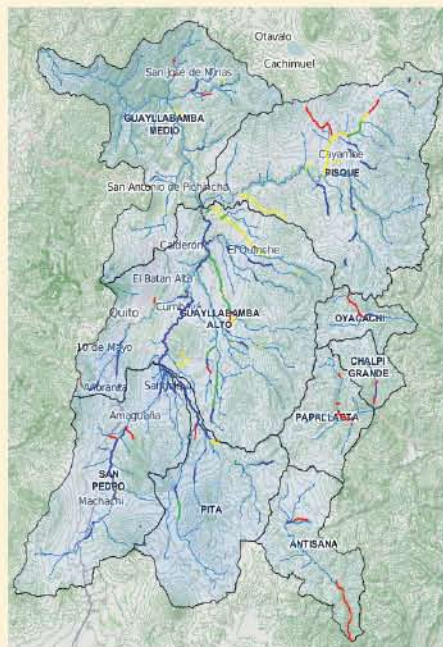 Otavalo
Cachimuel
San José de Minas
GUAYLLABAMBA
MEDIO
Cayambe
PISQUE
San Antonio de Pichincha
Calderón
El Quinche
El Batan Alto
Quito
Cumbayá
GUAYLLABAMBA
ALTO
OYACACHI
10 de Mayo
CHALPI
GRANDE
Sangolquí
Amaguaña
PAPALLACTA
SAN
PEDRO
Machachi
PITA
ANTISANA